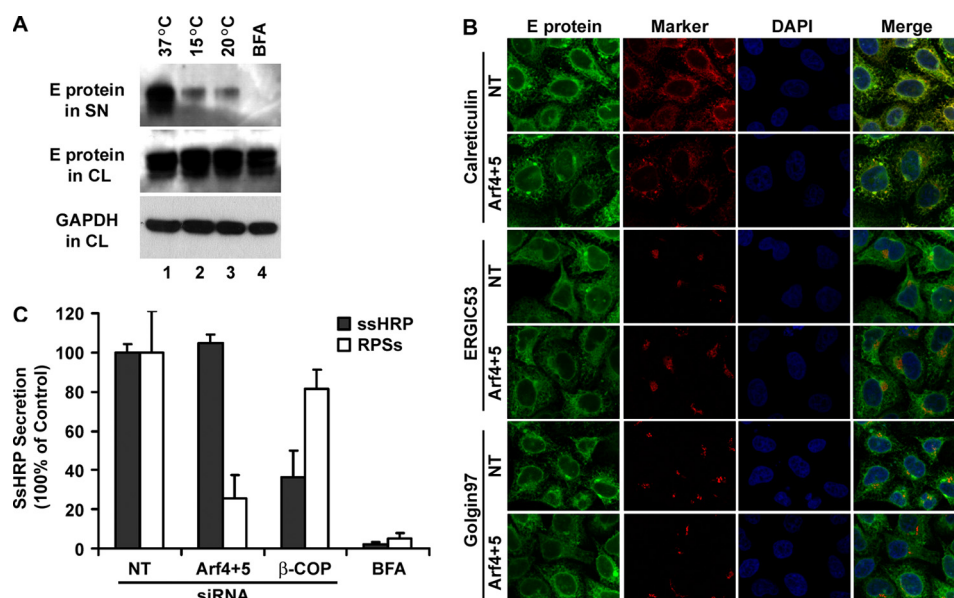 A
37°C
15°C
20°C
BFA
E protein
in SN
E protein
in CL
GAPDH
in CL
1 2 3 4
B
E protein Marker DAPI Merge
Calreticulin
NT
Arf4+5
ERGIC53
NT
Arf4+5
Golgin97
NT
Arf4+5
C
SsHRP Secretion
(100% of Control)
120
100
80
60
40
20
0
ssHRP
RPSs
NT Arf4+5 β-COP BFA
siRNA